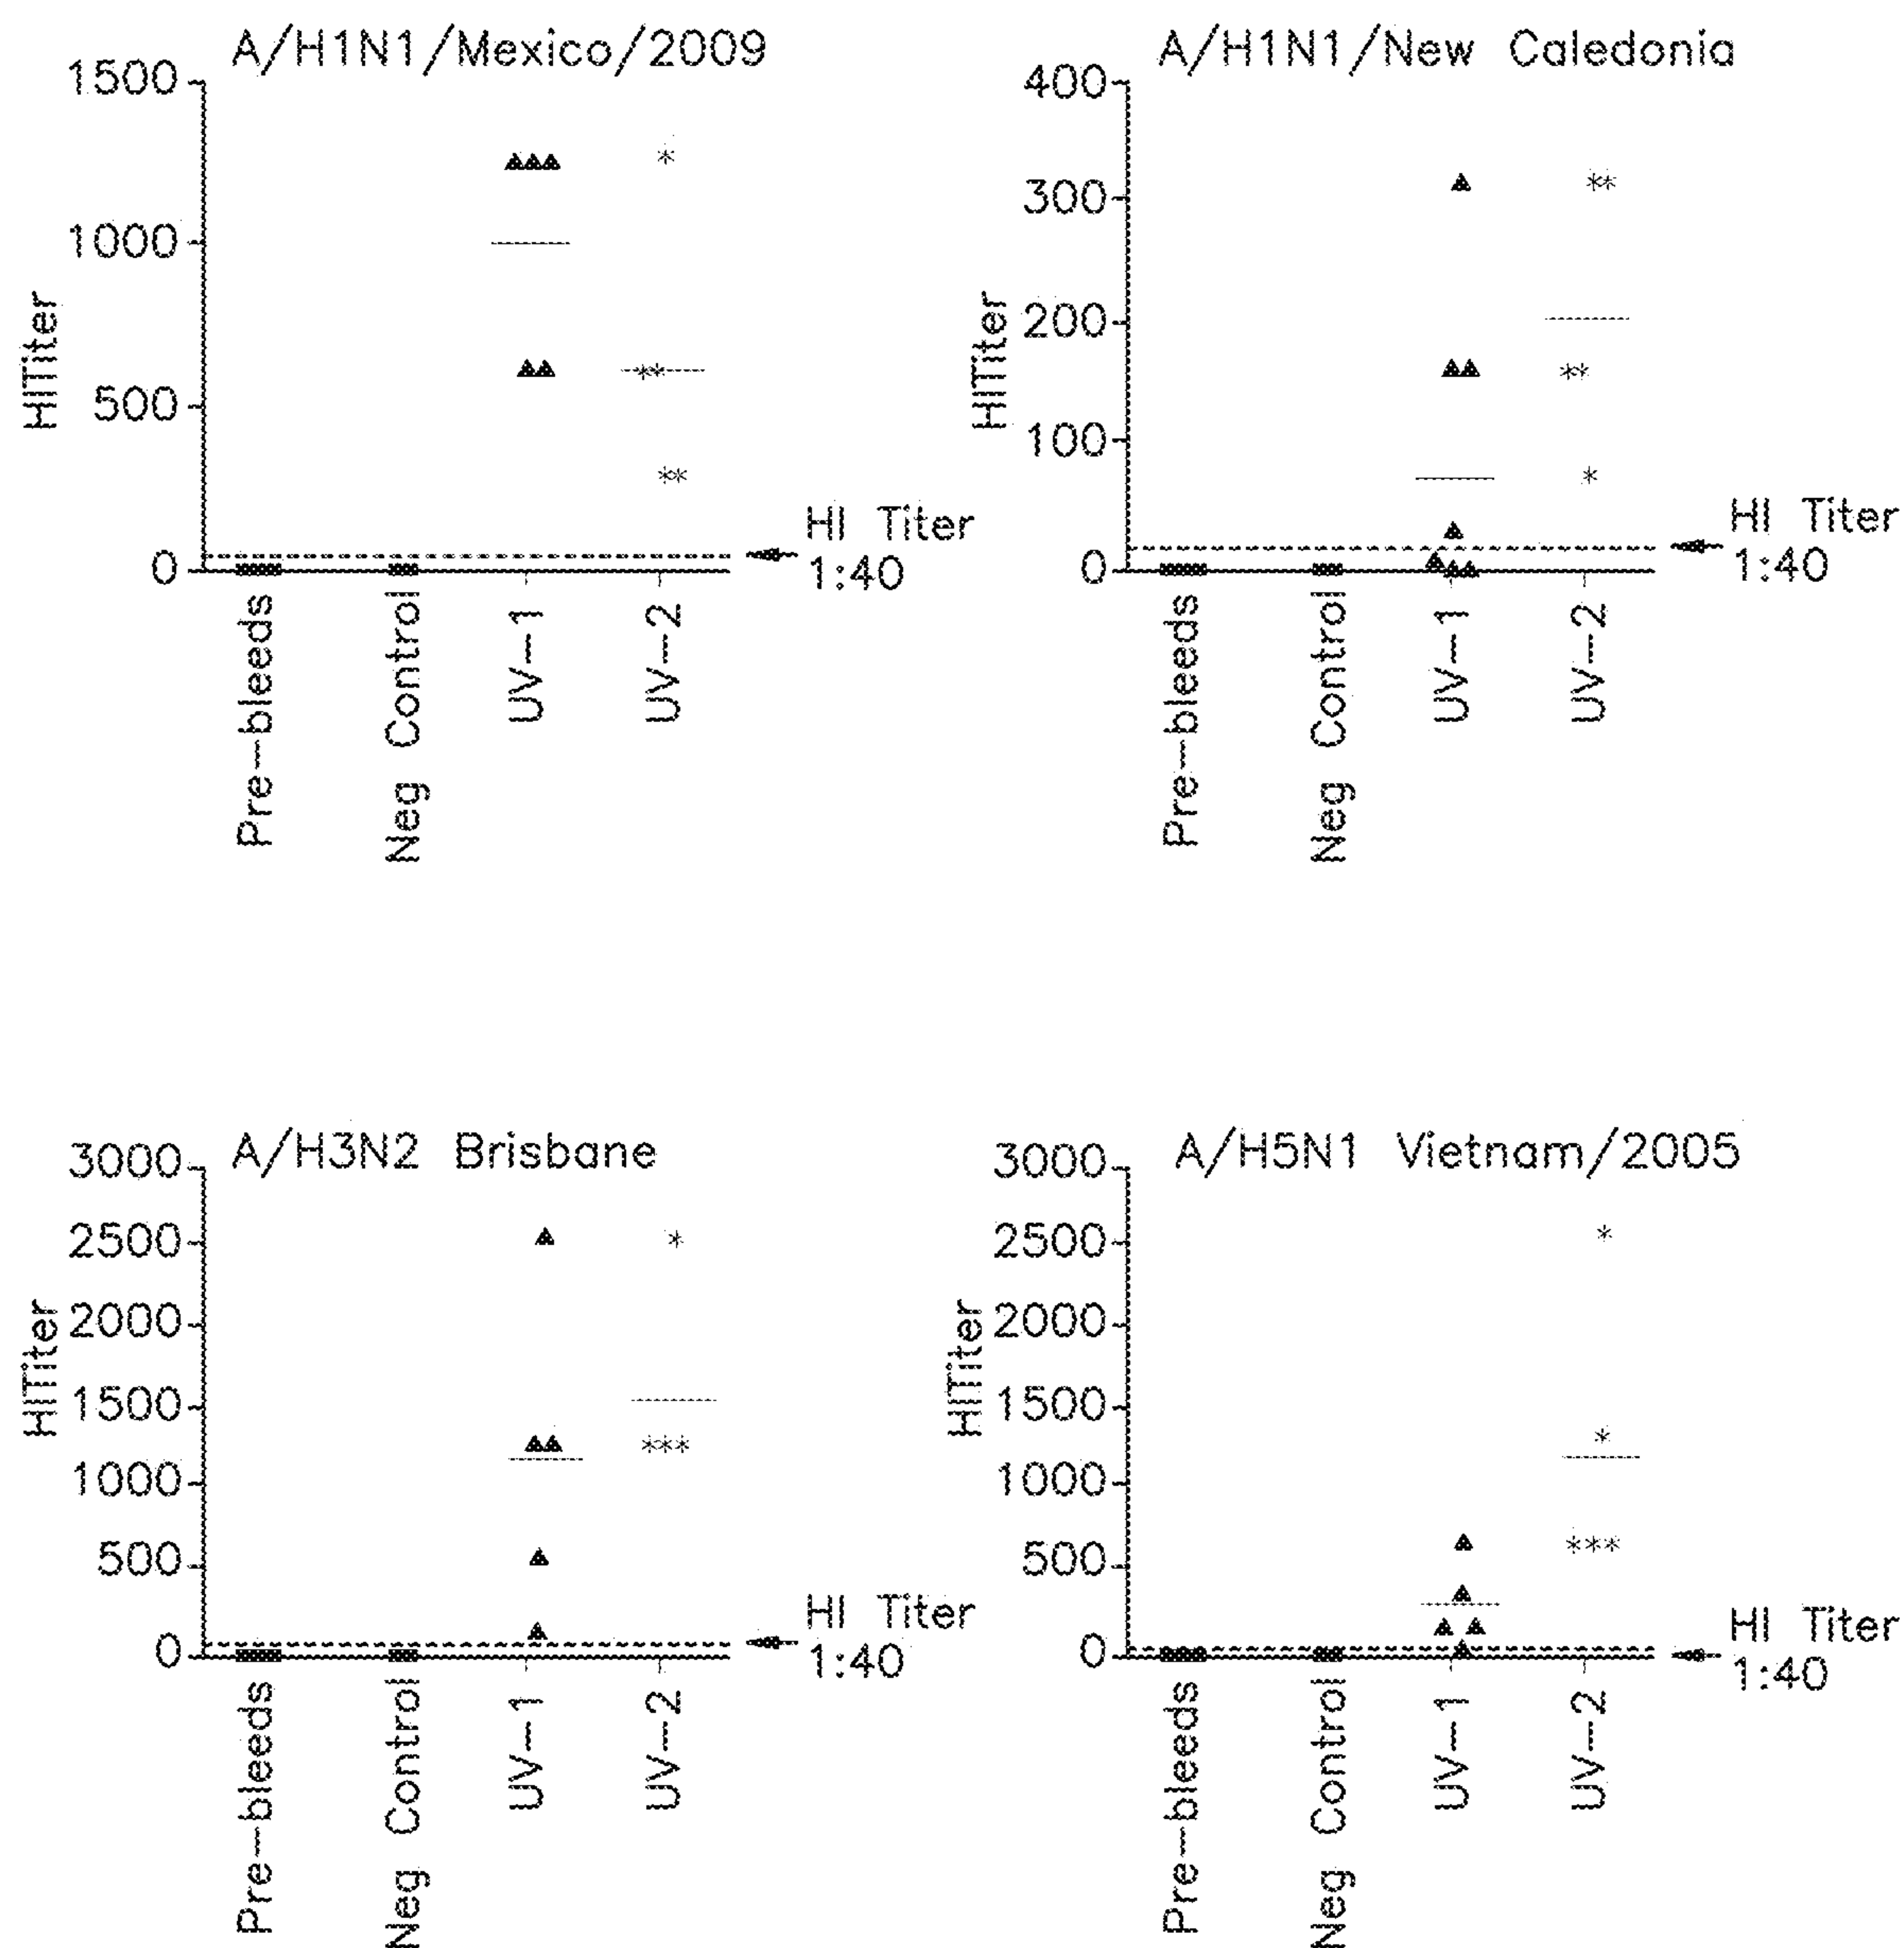 A/H1N1/Mexico/2009
1500
1000
500
0
HITiter
HI Titer
1:40
Pre-bleeds
Neg Control
UV-1
UV-2
A/H1N1/New Caledonia
400
300
200
100
0
HITiter
HI Titer
1:40
Pre-bleeds
Neg Control
UV-1
UV-2
A/H3N2 Brisbane
3000
2500
2000
1500
1000
500
0
HITiter
HI Titer
1:40
Pre-bleeds
Neg Control
UV-1
UV-2
A/H5N1 Vietnam/2005
3000
2500
2000
1500
1000
500
0
HITiter
HI Titer
1:40
Pre-bleeds
Neg Control
UV-1
UV-2